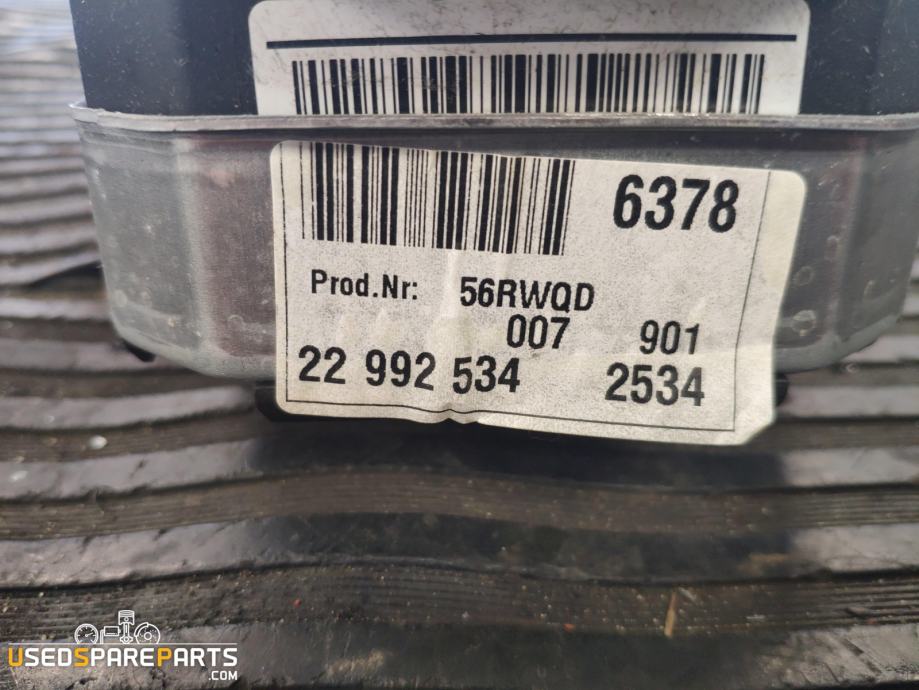 6378
Prod.Nr: 56RWQD
007 901
22 992 534 2534
USEDSPAREPARTS
.COM